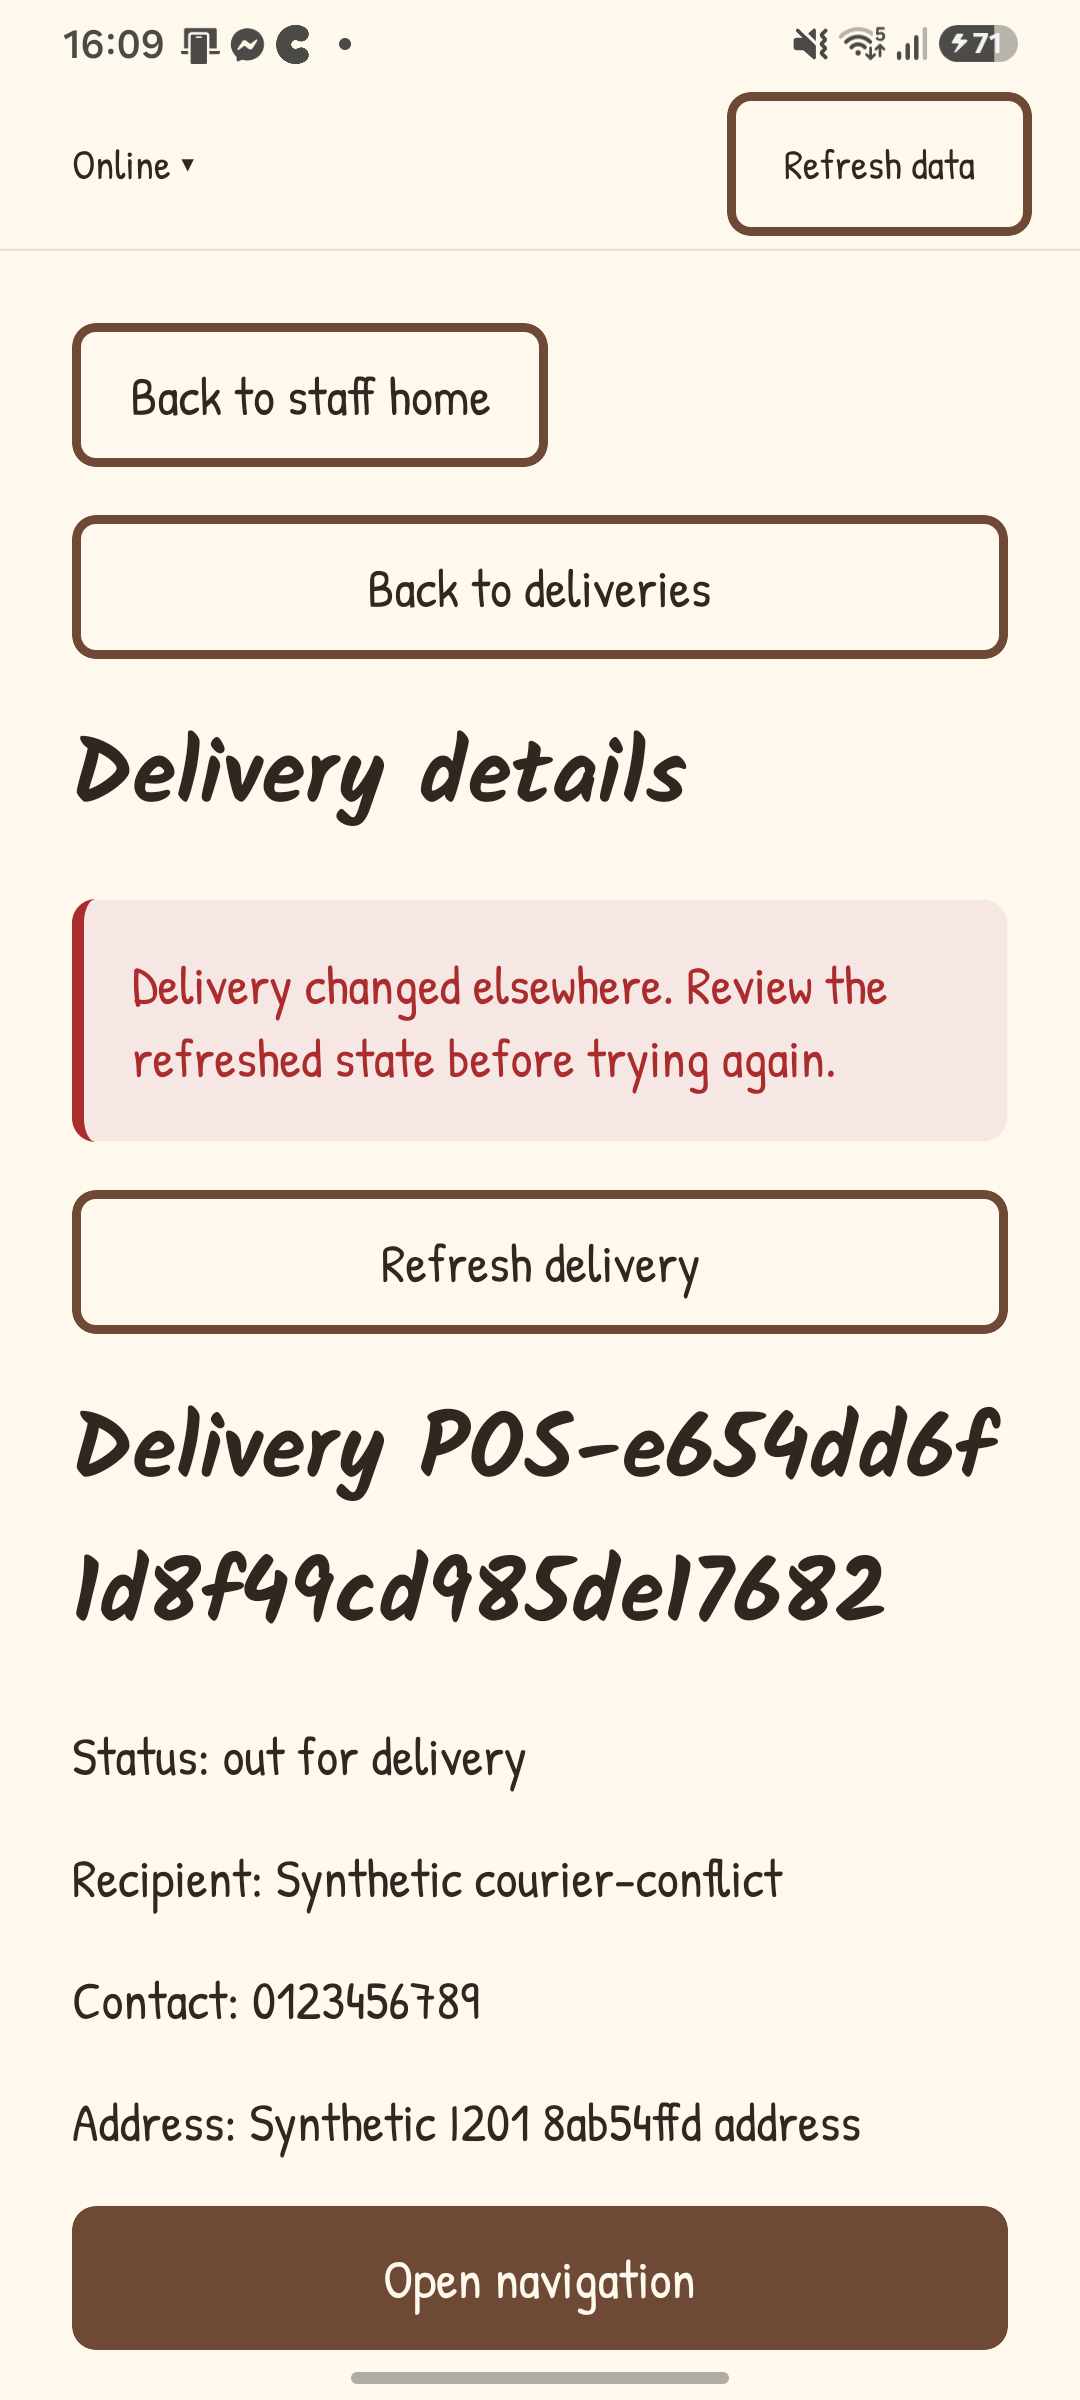 16:09
5
71
Online ▾
Refresh data
Back to staff home
Back to deliveries
Delivery details
Delivery changed elsewhere. Review the
refreshed state before trying again.
Refresh delivery
Delivery POS-e654dd6f
1d8f49cd985de17682
Status: out for delivery
Recipient: Synthetic courier-conflict
Contact: 0123456789
Address: Synthetic 1201 8ab54ffd address
Open navigation